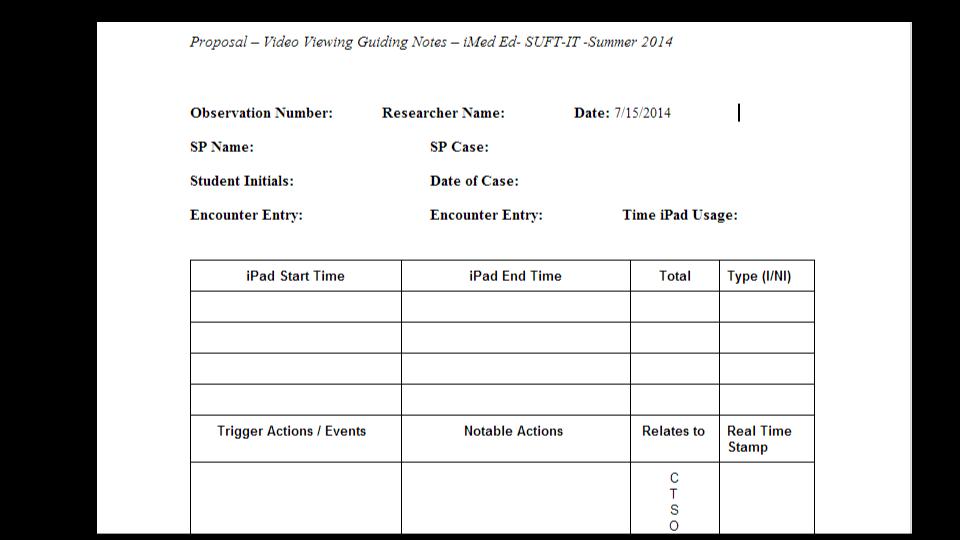 Proposal – Video Viewing Guiding Notes – iMed Ed- SUFT-IT -Summer 2014
Observation Number: Researcher Name: Date: 7/15/2014
SP Name: SP Case:
Student Initials: Date of Case:
Encounter Entry: Encounter Entry: Time iPad Usage:
iPad Start Time iPad End Time Total Type (I/NI)
Trigger Actions / Events Notable Actions Relates to Real Time
Stamp
C
T
S
O